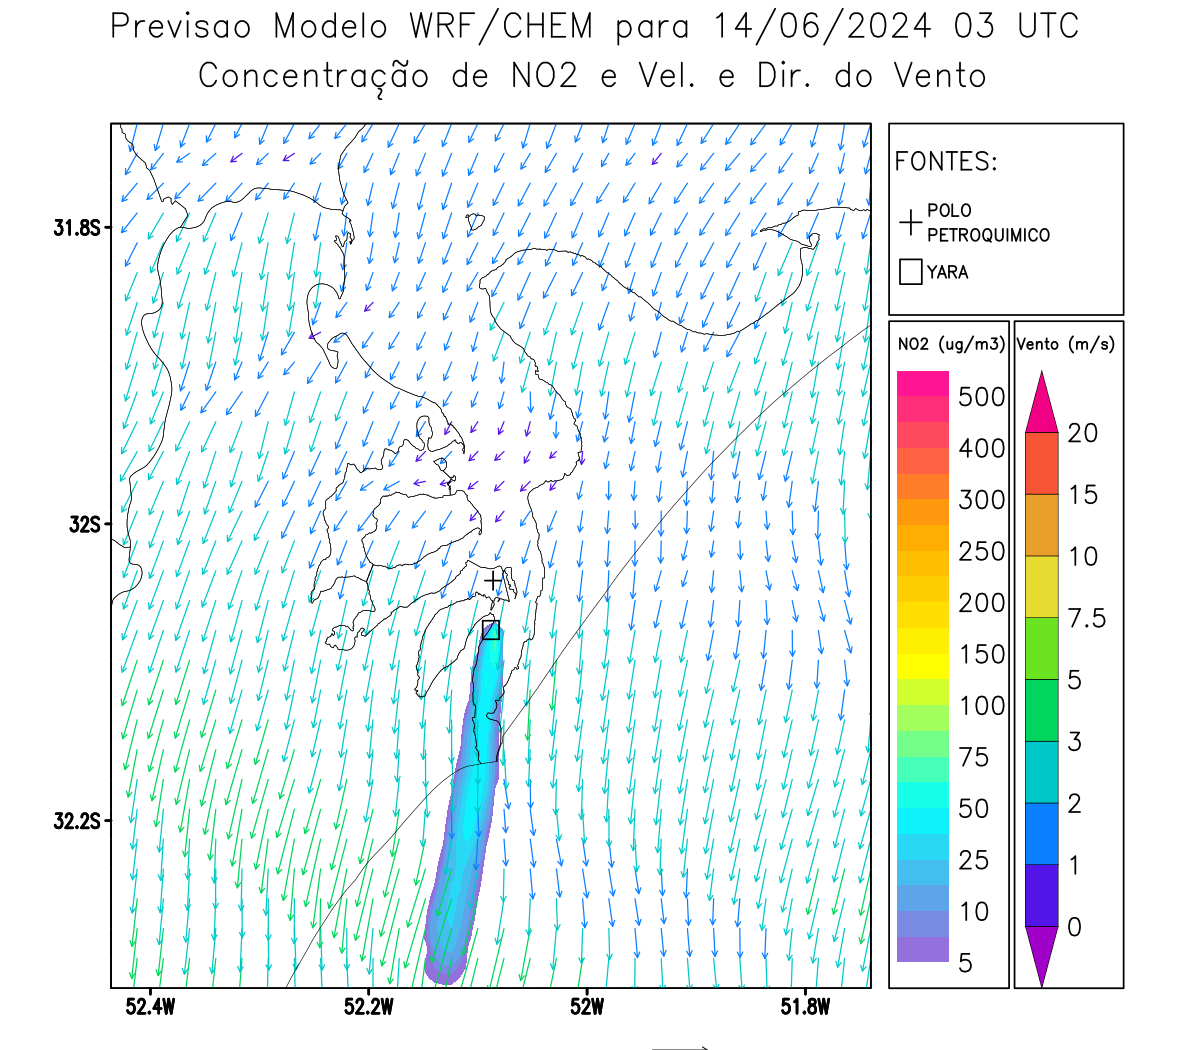 Previsao Modelo WRF/CHEM para 14/06/2024 03 UTC
Concentração de NO2 e Vel. e Dir. do Vento
FONTES:
POLO
PETROQUIMICO
YARA
NO2 (ug/m3)
500
400
300
250
200
150
100
75
50
25
10
5
Vento (m/s)
20
15
10
7.5
5
3
2
1
0
31.8S
32S
32.2S
52.4W
52.2W
52W
51.8W